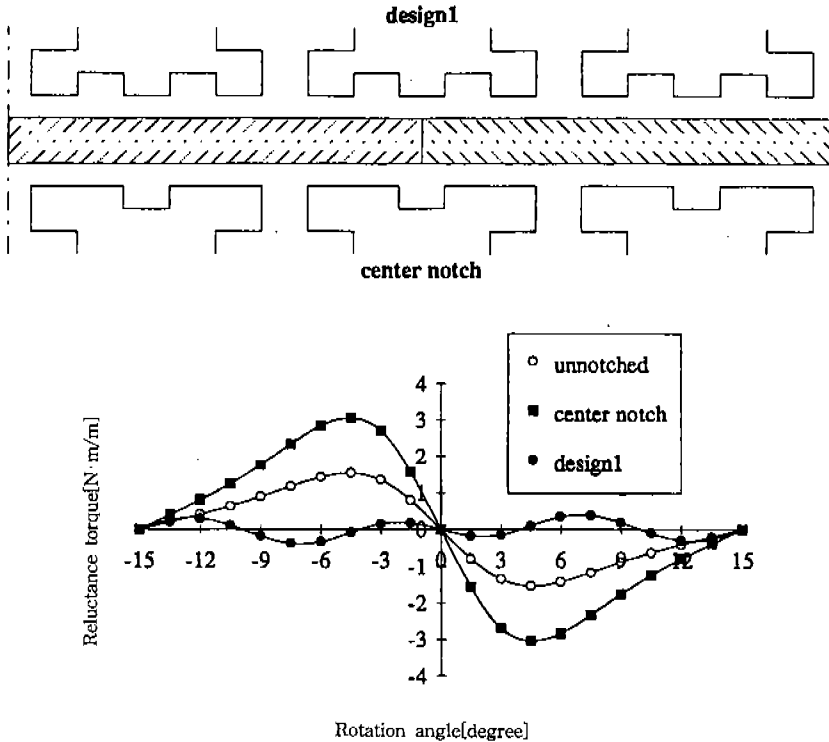 design1
center notch
unnotched
center notch
design1
4
3
2
1
0
-1
-2
-3
-4
-15 -12 -9 -6 -3 0 3 6 9 12 15
Reluctance torque[N·m/m]
Rotation angle[degree]